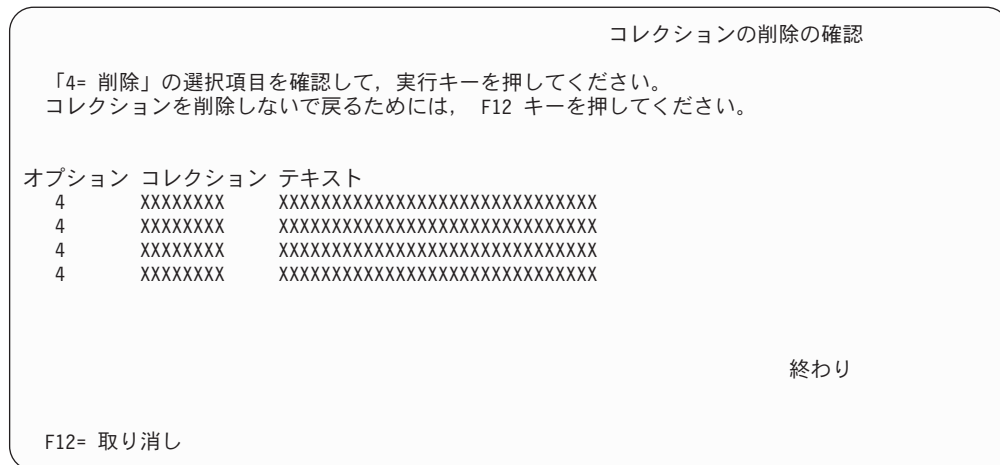 コレクションの削除の確認
「4= 削除」の選択項目を確認して, 実行キーを押してください。
コレクションを削除しないで戻るためには, F12 キーを押してください。
オプション コレクション テキスト
4 XXXXXXXX XXXXXXXXXXXXXXXXXXXXXXXXXXXXXX
4 XXXXXXXX XXXXXXXXXXXXXXXXXXXXXXXXXXXXXX
4 XXXXXXXX XXXXXXXXXXXXXXXXXXXXXXXXXXXXXX
4 XXXXXXXX XXXXXXXXXXXXXXXXXXXXXXXXXXXXXX
終わり
F12= 取り消し